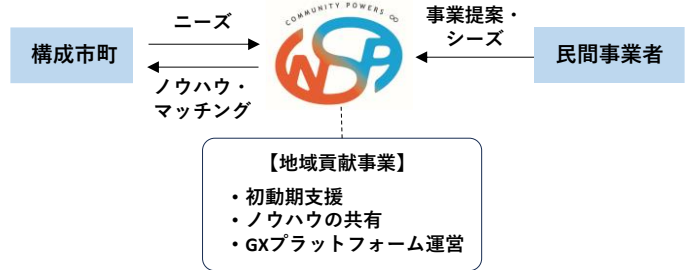 COMMUNITY POWERS ∞
ニーズ
構成市町
ノウハウ・
マッチング
事業提案・
シーズ
民間事業者
【地域貢献事業】
・初動期支援
・ノウハウの共有
・GXプラットフォーム運営